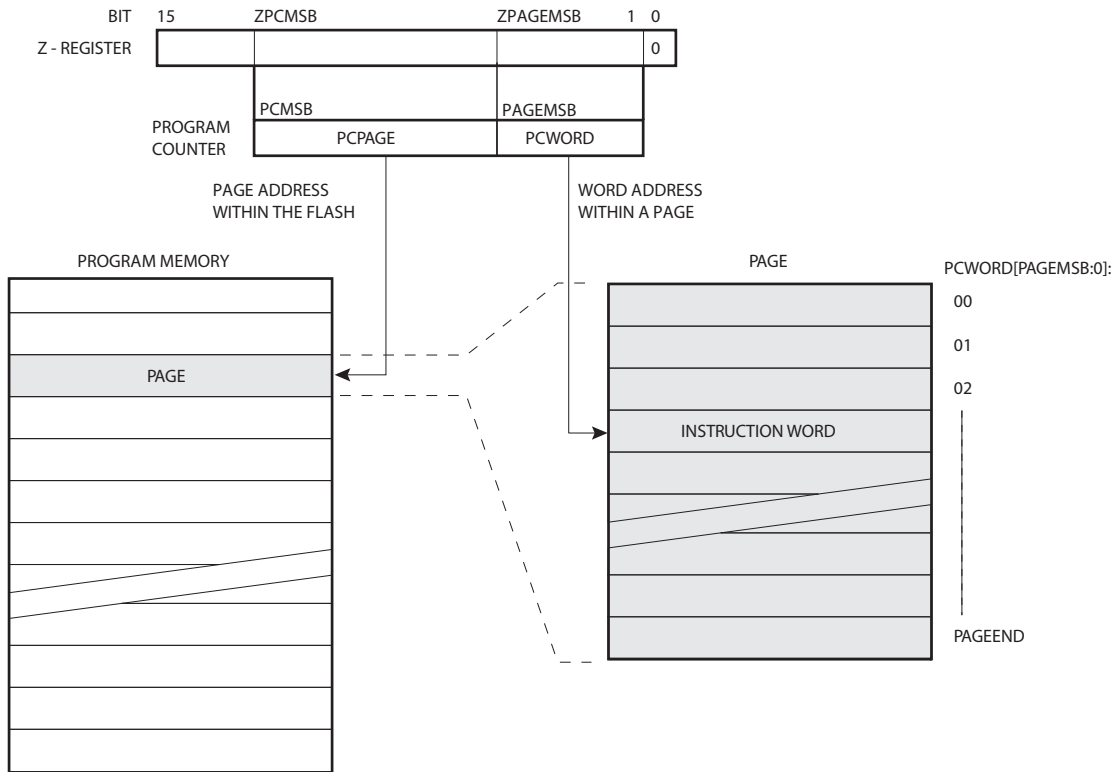 BIT 15 ZPCMSB ZPAGEMSB 1 0
Z - REGISTER 0
PCMSB PAGEMSB
PROGRAM
COUNTER
PCPAGE PCWORD
PAGE ADDRESS
WITHIN THE FLASH
WORD ADDRESS
WITHIN A PAGE
PROGRAM MEMORY
PAGE
PAGE
PCWORD[PAGEMSB:0]:
00
01
02
INSTRUCTION WORD
PAGEEND